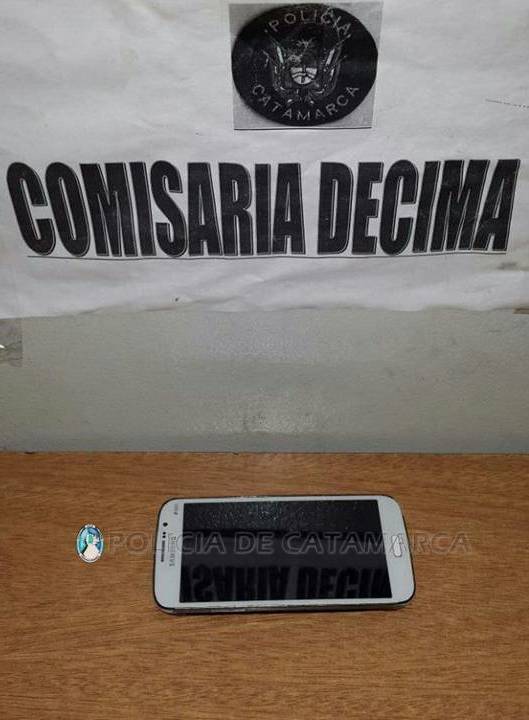 POLICIA
CATAMARCA
COMISARIA DECIMA
SAMSUNG
POLICIA DE CATAMARCA